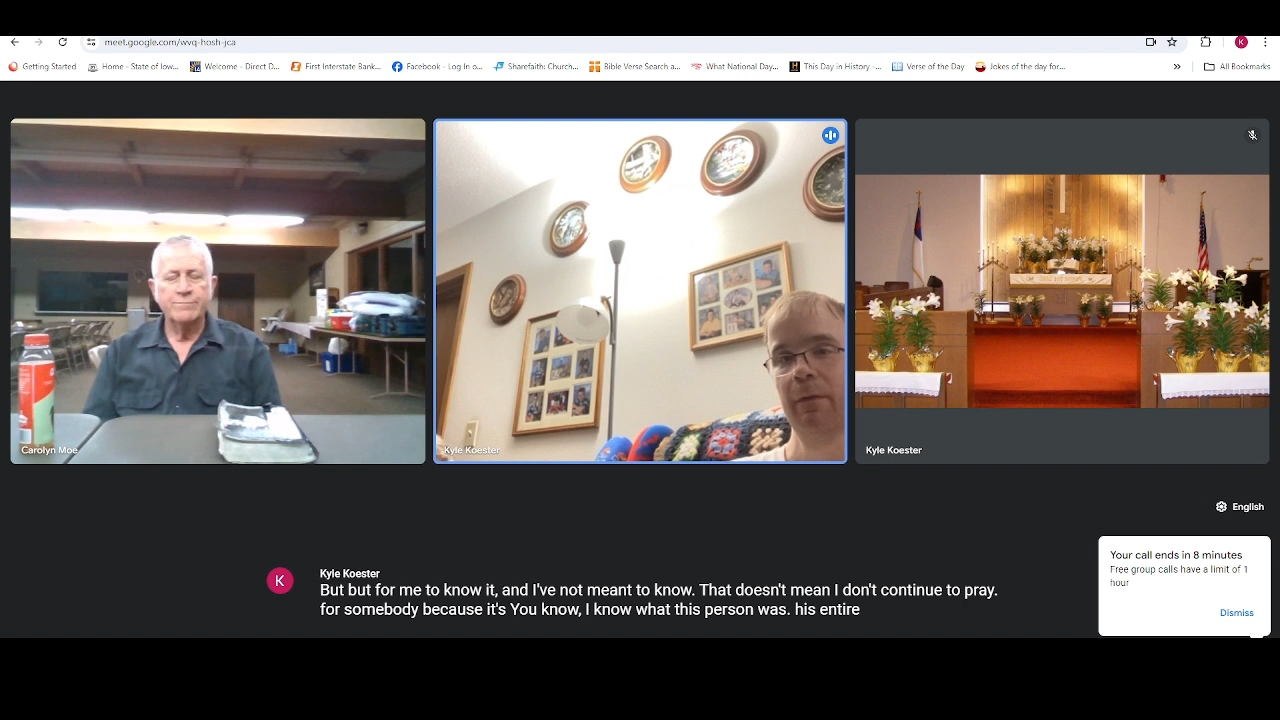 meet.google.com/wvq-hosh-jca
K
Getting Started
Home - State of Iow...
Welcome - Direct D...
First Interstate Bank...
Facebook - Log In o...
Sharefaith: Church...
Bible Verse Search a...
What National Day...
This Day in History -...
Verse of the Day
Jokes of the day for...
»
All Bookmarks
Carolyn Moe
Kyle Koester
Kyle Koester
English
K
Kyle Koester
But but for me to know it, and I've not meant to know. That doesn't mean I don't continue to pray.
for somebody because it's You know, I know what this person was. his entire
Your call ends in 8 minutes
Free group calls have a limit of 1
hour
Dismiss